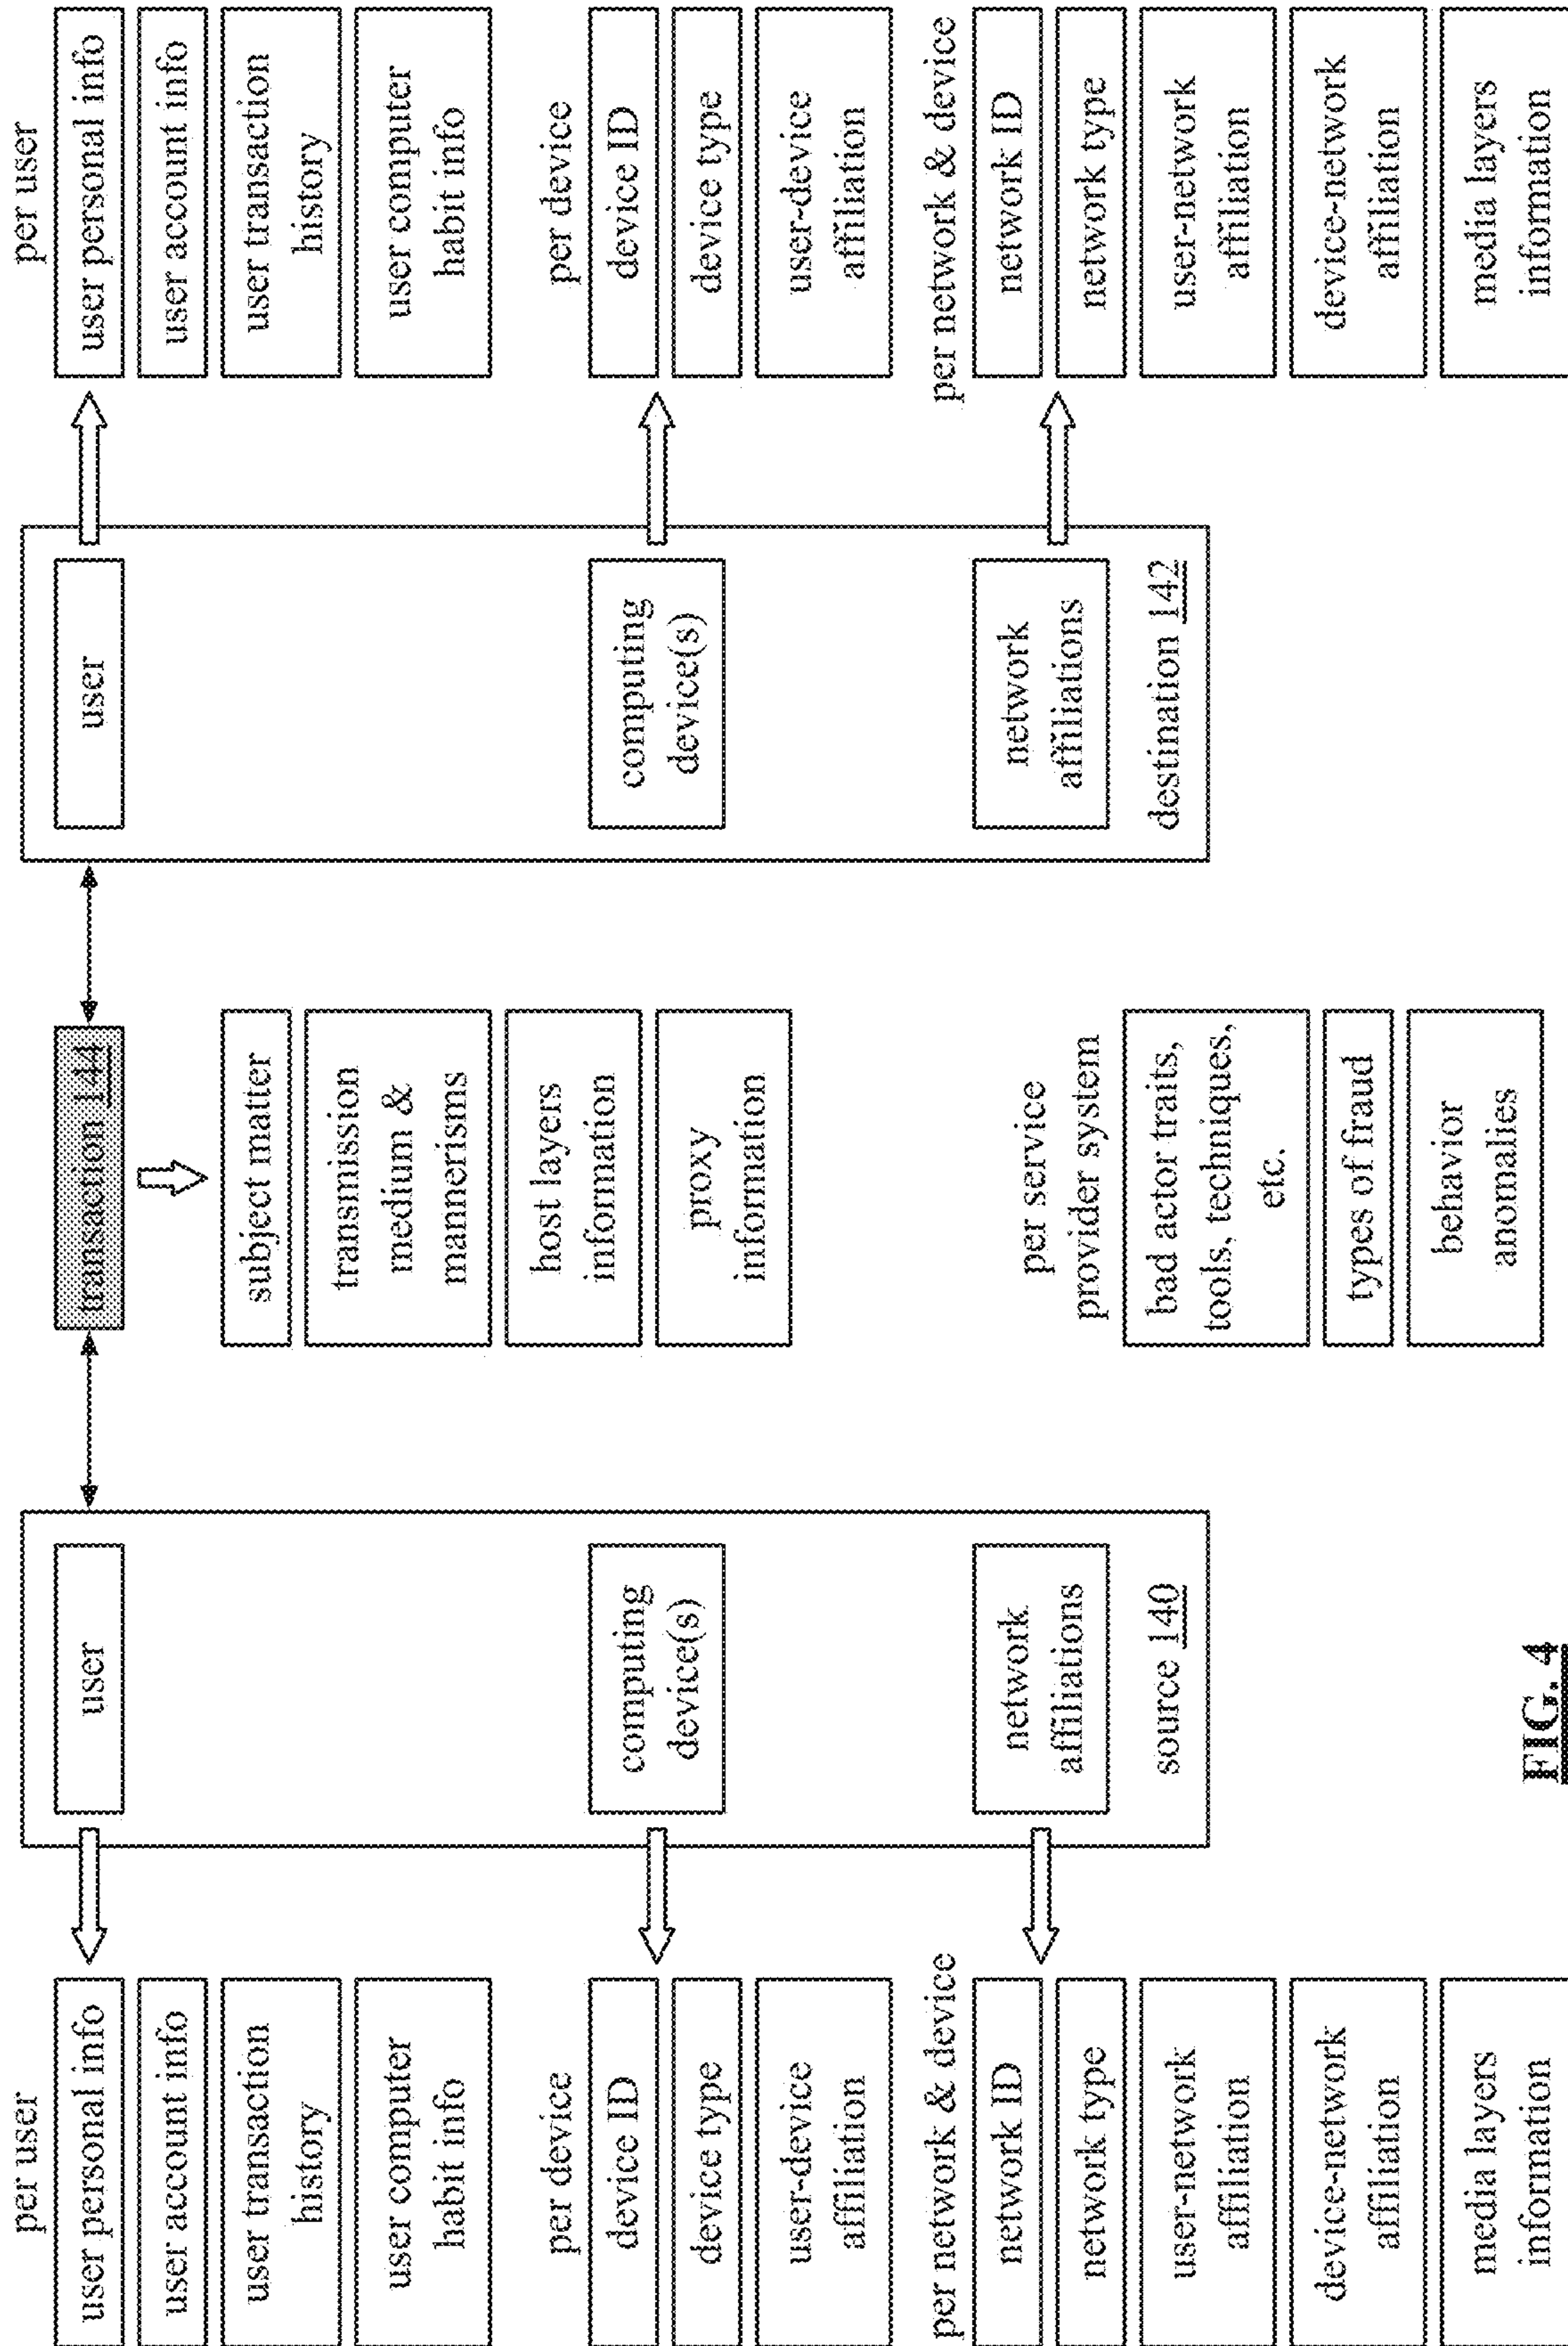 per user
user personal info
user account info
user transaction
history
user computer
habit info
per device
device ID
device type
user-device
affiliation
per network & device
network ID
network type
user-network
affiliation
device-network
affiliation
media layers
information
user
computing
device(s)
network
affiliations
source 140
transaction 144
subject matter
transmission
medium &
mannerisms
host layers
information
proxy
information
per service
provider system
bad actor traits,
tools, techniques,
etc.
types of fraud
behavior
anomalies
user
computing
device(s)
network
affiliations
destination 142
per user
user personal info
user account info
user transaction
history
user computer
habit info
per device
device ID
device type
user-device
affiliation
per network & device
network ID
network type
user-network
affiliation
device-network
affiliation
media layers
information
FIG. 4